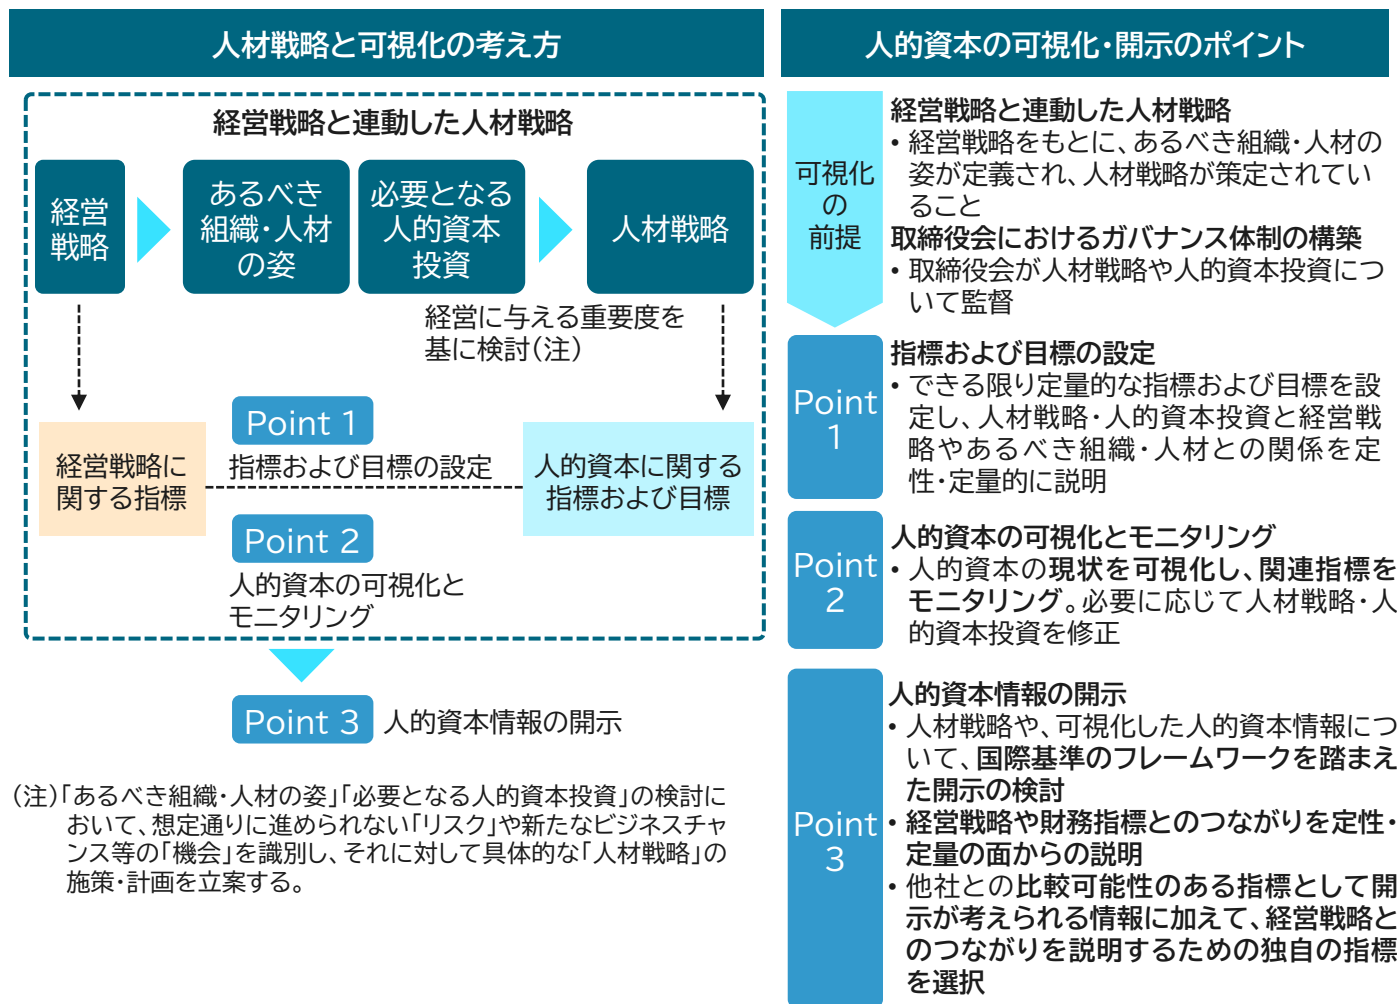 人材戦略と可視化の考え方
経営戦略と連動した人材戦略
経営
戦略
あるべき
組織・人材
の姿
必要となる
人的資本
投資
人材戦略
経営に与える重要度を
基に検討(注)
経営戦略に
関する指標
Point 1
指標および目標の設定
人的資本に関する
指標および目標
Point 2
人的資本の可視化と
モニタリング
Point 3
人的資本情報の開示
(注)「あるべき組織・人材の姿」「必要となる人的資本投資」の検討に
おいて、想定通りに進められない「リスク」や新たなビジネスチャ
ンス等の「機会」を識別し、それに対して具体的な「人材戦略」の
施策・計画を立案する。
人的資本の可視化・開示のポイント
可視化
の
前提
経営戦略と連動した人材戦略
• 経営戦略をもとに、あるべき組織・人材の
姿が定義され、人材戦略が策定されてい
ること
取締役会におけるガバナンス体制の構築
• 取締役会が人材戦略や人的資本投資につ
いて監督
Point
1
指標および目標の設定
• できる限り定量的な指標および目標を設
定し、人材戦略・人的資本投資と経営戦
略やあるべき組織・人材との関係を定
性・定量的に説明
Point
2
人的資本の可視化とモニタリング
• 人的資本の現状を可視化し、関連指標を
モニタリング。必要に応じて人材戦略・人
的資本投資を修正
Point
3
人的資本情報の開示
• 人材戦略や、可視化した人的資本情報につ
いて、国際基準のフレームワークを踏まえ
た開示の検討
• 経営戦略や財務指標とのつながりを定性・
定量の面からの説明
• 他社との比較可能性のある指標として開
示が考えられる情報に加えて、経営戦略と
のつながりを説明するための独自の指標
を選択